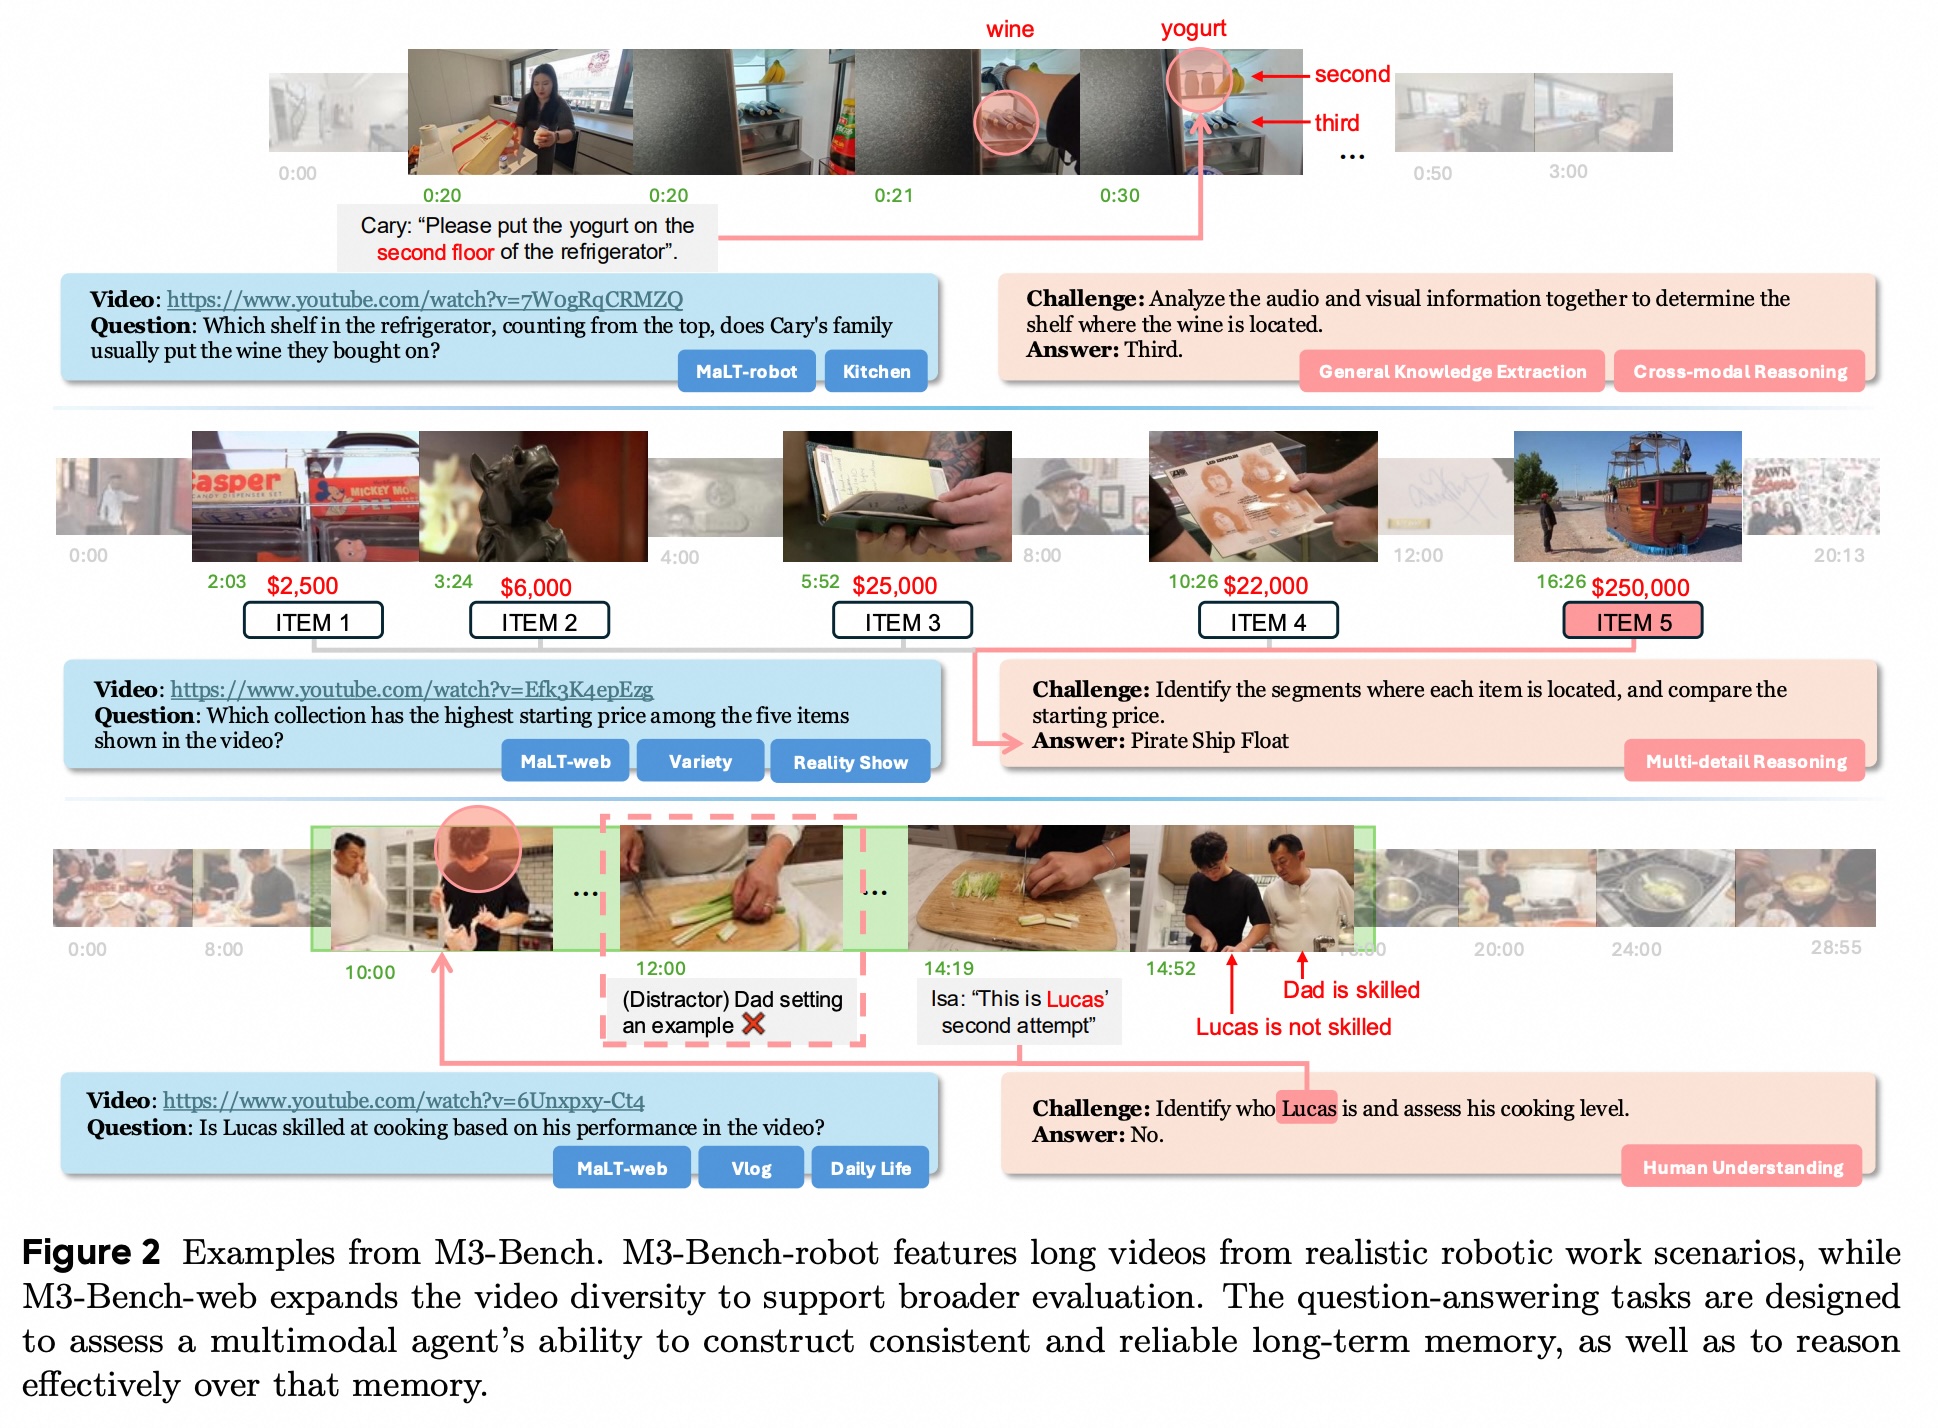 wine
yogurt
second
third
...
0:00
0:20
0:20
0:21
0:30
0:50
3:00
Cary: “Please put the yogurt on the
second floor of the refrigerator”.
Video: https://www.youtube.com/watch?v=7W0gRqCRMZQ
Question: Which shelf in the refrigerator, counting from the top, does Cary's family
usually put the wine they bought on?
MaLT-robot
Kitchen
Challenge: Analyze the audio and visual information together to determine the
shelf where the wine is located.
Answer: Third.
General Knowledge Extraction
Cross-modal Reasoning
asper
CANDY DISPENSER SET
MICKEY MO
LED ZEPPELIN
PAWN
0:00
2:03 $2,500
3:24 $6,000
4:00
5:52 $25,000
8:00
10:26 $22,000
12:00
16:26 $250,000
20:13
ITEM 1
ITEM 2
ITEM 3
ITEM 4
ITEM 5
Video: https://www.youtube.com/watch?v=Efk3K4epEzg
Question: Which collection has the highest starting price among the five items
shown in the video?
MaLT-web
Variety
Reality Show
Challenge: Identify the segments where each item is located, and compare the
starting price.
Answer: Pirate Ship Float
Multi-detail Reasoning
...
...
0:00
8:00
10:00
12:00
14:19
14:52
20:00
24:00
28:55
(Distractor) Dad setting
an example ❌
Isa: “This is Lucas’
second attempt”
Dad is skilled
Lucas is not skilled
Video: https://www.youtube.com/watch?v=6Unxpxy-Ct4
Question: Is Lucas skilled at cooking based on his performance in the video?
MaLT-web
Vlog
Daily Life
Challenge: Identify who Lucas is and assess his cooking level.
Answer: No.
Human Understanding
Figure 2 Examples from M3-Bench. M3-Bench-robot features long videos from realistic robotic work scenarios, while
M3-Bench-web expands the video diversity to support broader evaluation. The question-answering tasks are designed
to assess a multimodal agent’s ability to construct consistent and reliable long-term memory, as well as to reason
effectively over that memory.